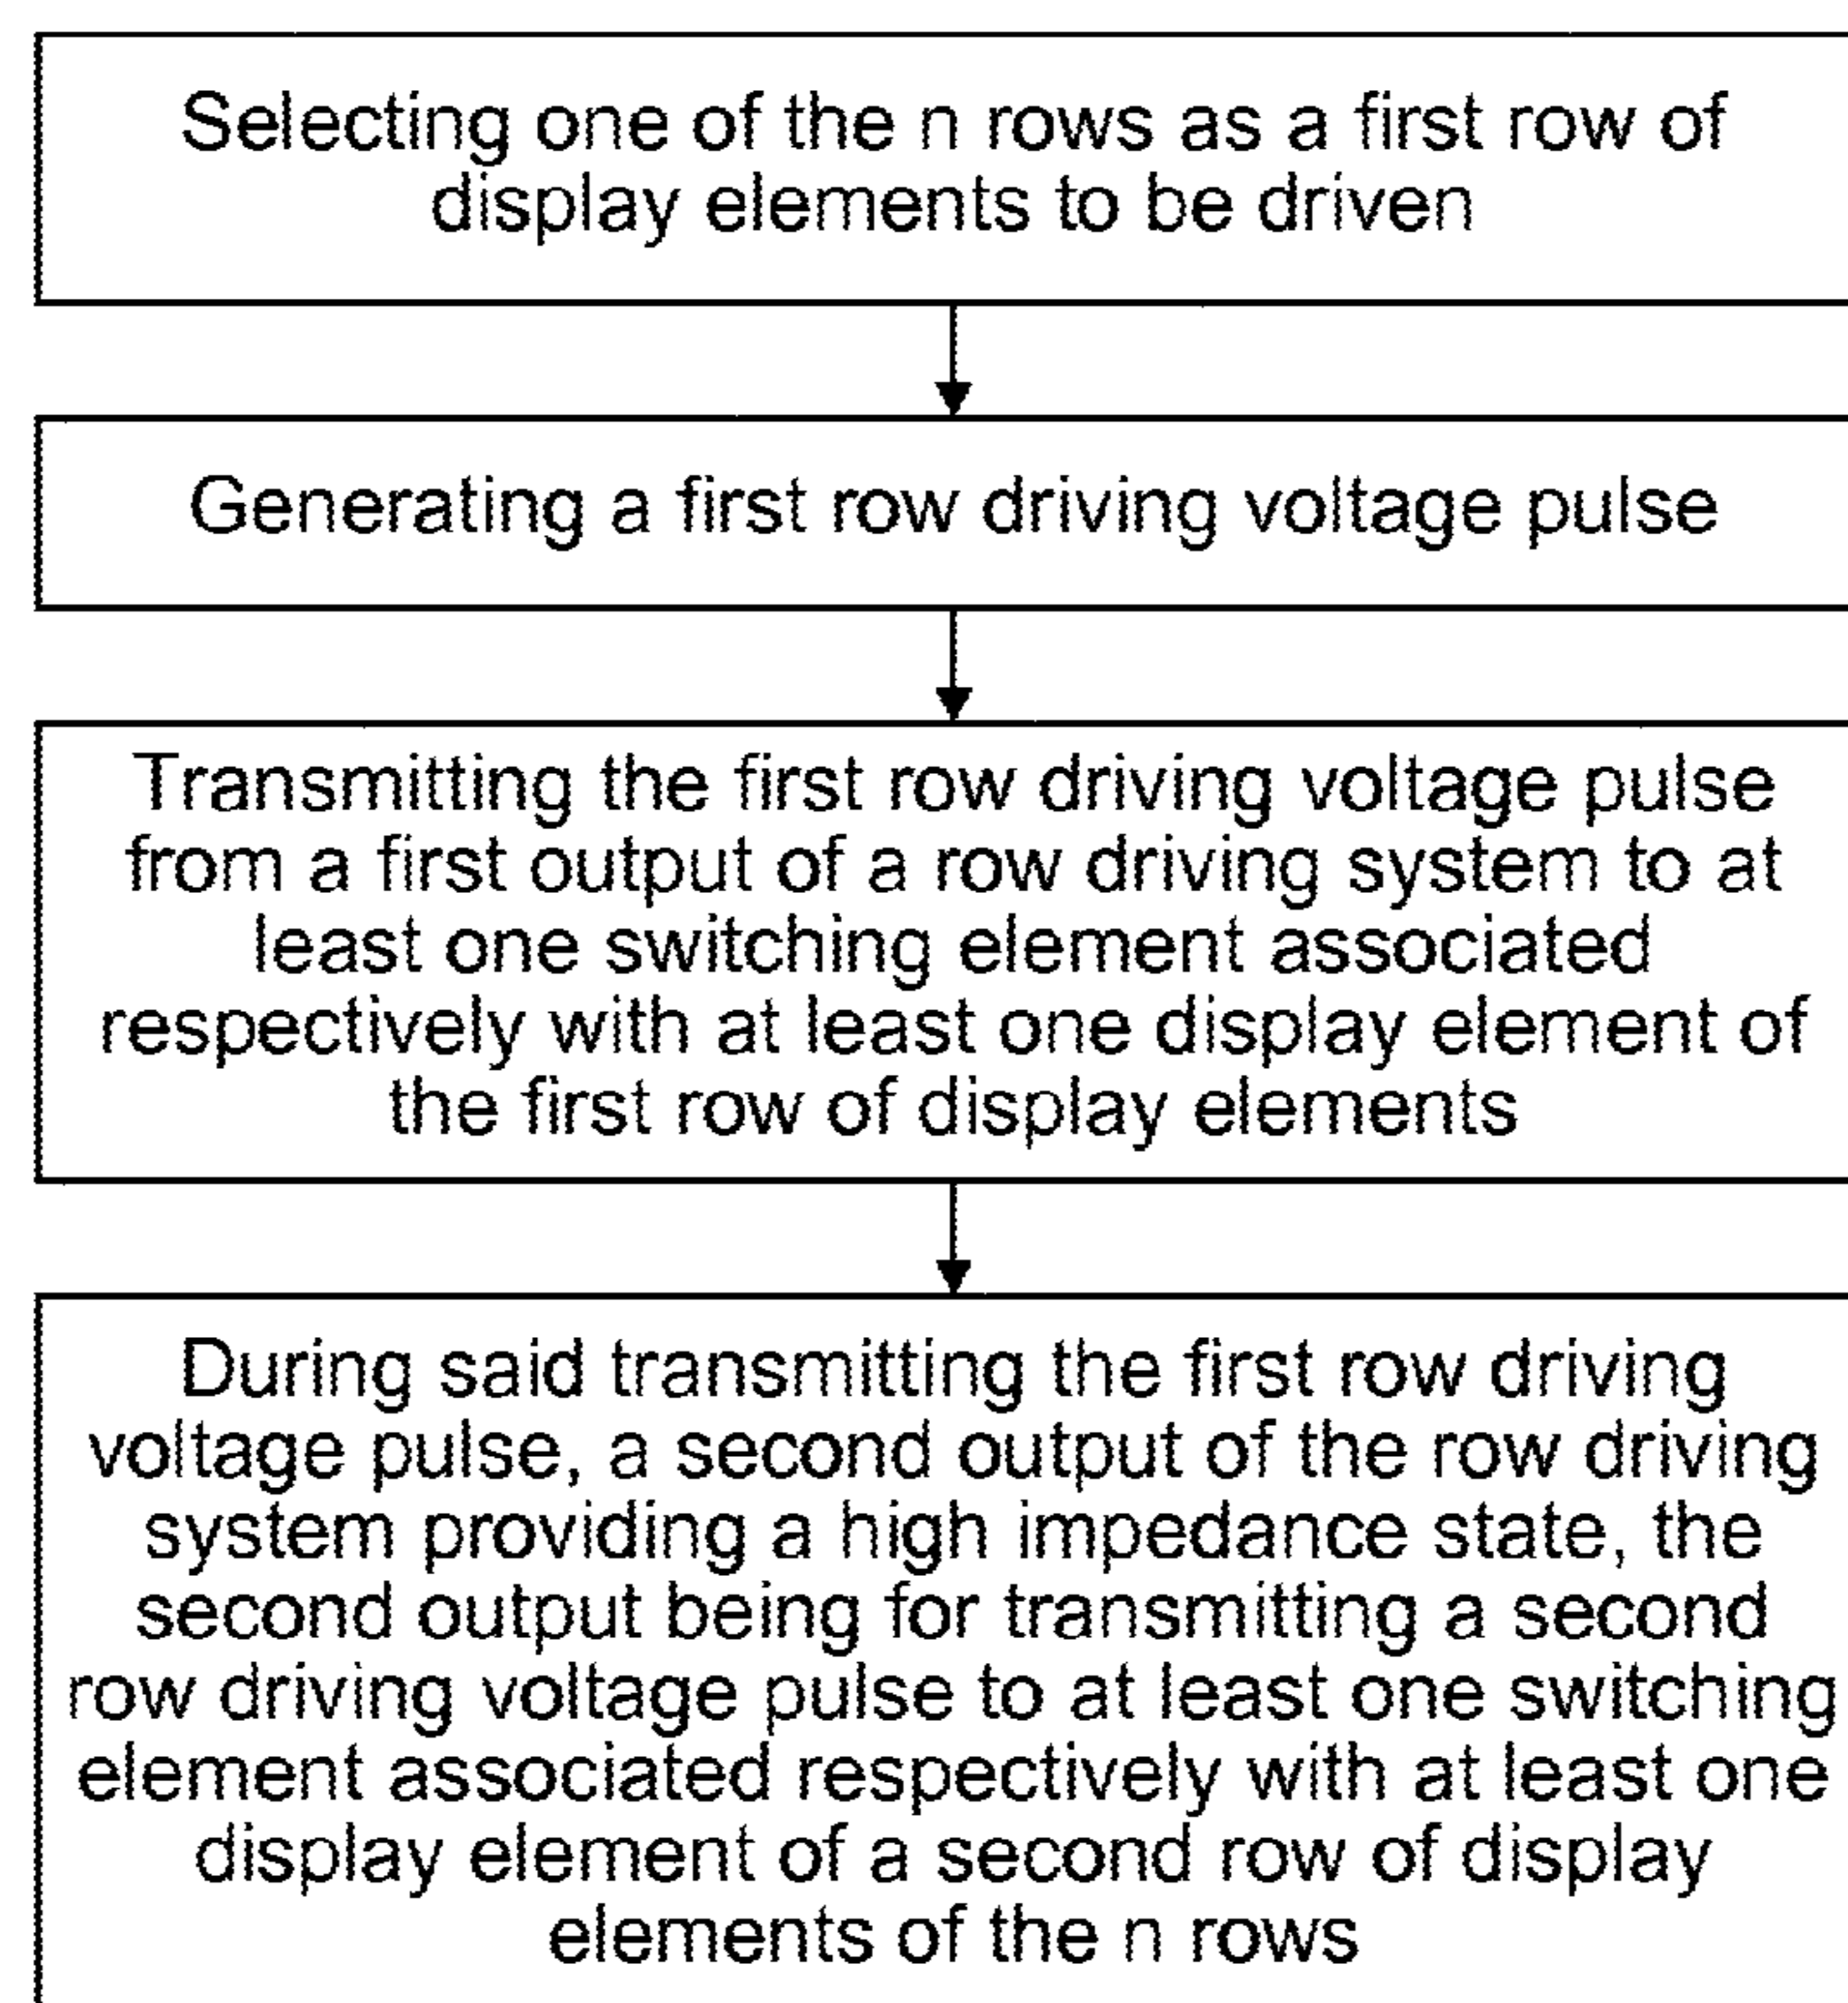 Selecting one of the n rows as a first row of
display elements to be driven
Generating a first row driving voltage pulse
Transmitting the first row driving voltage pulse
from a first output of a row driving system to at
least one switching element associated
respectively with at least one display element of
the first row of display elements
During said transmitting the first row driving
voltage pulse, a second output of the row driving
system providing a high impedance state, the
second output being for transmitting a second
row driving voltage pulse to at least one switching
element associated respectively with at least one
display element of a second row of display
elements of the n rows